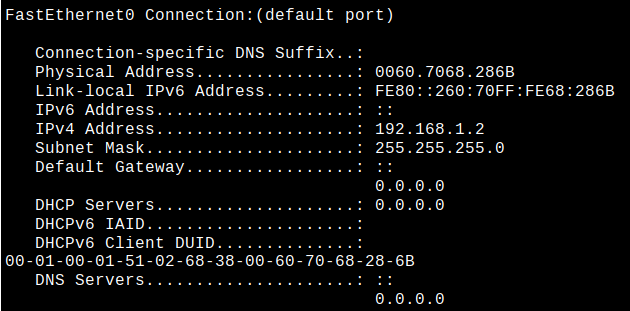 FastEthernet0 Connection:(default port)
Connection-specific DNS Suffix..:
Physical Address................: 0060.7068.286B
Link-local IPv6 Address.........: FE80::260:70FF:FE68:286B
IPv6 Address....................: ::
IPv4 Address....................: 192.168.1.2
Subnet Mask.....................: 255.255.255.0
Default Gateway.................: ::
0.0.0.0
DHCP Servers....................: 0.0.0.0
DHCPv6 IAID.....................:
DHCPv6 Client DUID..............:
00-01-00-01-51-02-68-38-00-60-70-68-28-6B
DNS Servers.....................: ::
0.0.0.0